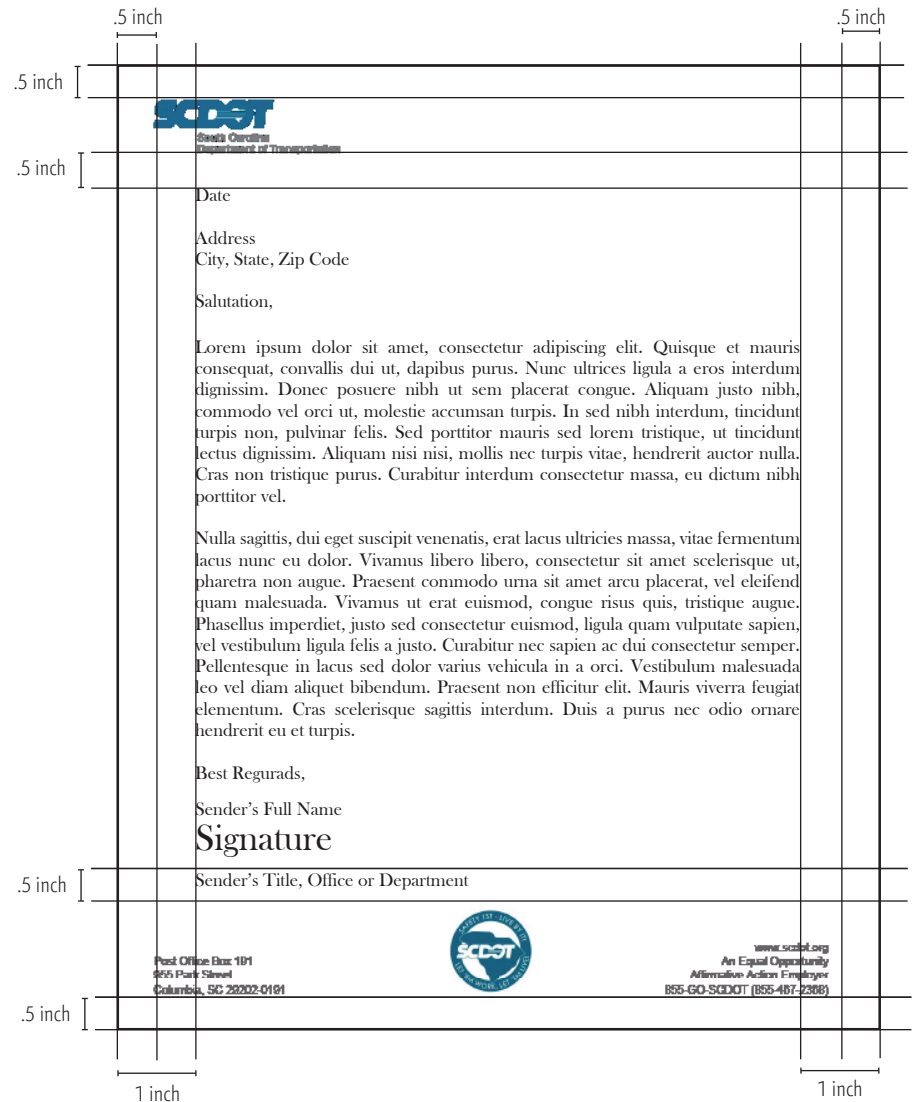 .5 inch
.5 inch
.5 inch
SCDOT
South Carolina
Department of Transportation
.5 inch
Date
Address
City, State, Zip Code
Salutation,
Lorem ipsum dolor sit amet, consectetur adipiscing elit. Quisque et mauris
consequat, convallis dui ut, dapibus purus. Nunc ultrices ligula a eros interdum
dignissim. Donec posuere nibh ut sem placerat congue. Aliquam justo nibh,
commodo vel orci ut, molestie accumsan turpis. In sed nibh interdum, tincidunt
turpis non, pulvinar felis. Sed porttitor mauris sed lorem tristique, ut tincidunt
lectus dignissim. Aliquam nisi nisi, mollis nec turpis vitae, hendrerit auctor nulla.
Cras non tristique purus. Curabitur interdum consectetur massa, eu dictum nibh
porttitor vel.
Nulla sagittis, dui eget suscipit venenatis, erat lacus ultricies massa, vitae fermentum
lacus nunc eu dolor. Vivamus libero libero, consectetur sit amet scelerisque ut,
pharetra non augue. Praesent commodo urna sit amet arcu placerat, vel eleifend
quam malesuada. Vivamus ut erat euismod, congue risus quis, tristique augue.
Phasellus imperdiet, justo sed consectetur euismod, ligula quam vulputate sapien,
vel vestibulum ligula felis a justo. Curabitur nec sapien ac dui consectetur semper.
Pellentesque in lacus sed dolor varius vehicula in a orci. Vestibulum malesuada
leo vel diam aliquet bibendum. Praesent non efficitur elit. Mauris viverra feugiat
elementum. Cras scelerisque sagittis interdum. Duis a purus nec odio ornare
hendrerit eu et turpis.
Best Regurads,
Sender's Full Name
Signature
.5 inch
Sender's Title, Office or Department
Post Office Box 191
955 Park Street
Columbia, SC 29202-0191
SAFETY 1ST - LIVE BY IT!
SCDOT
LET 'EM WORK, LET 'EM LIVE!
www.scdot.org
An Equal Opportunity
Affirmative Action Employer
855-GO-SCDOT (855-467-2368)
.5 inch
1 inch
1 inch